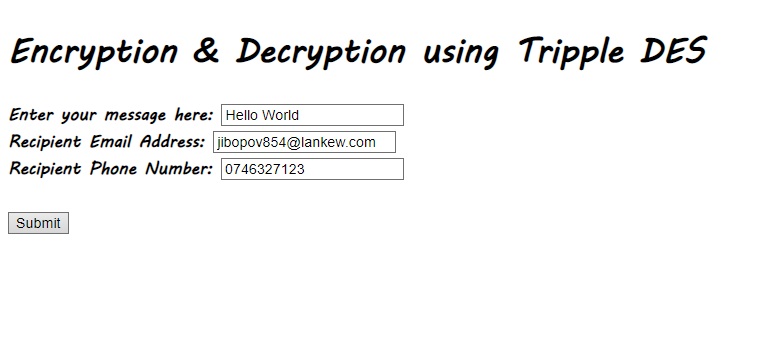 Encryption & Decryption using Tripple DES
Enter your message here: Hello World
Recipient Email Address: jibopov854@lankew.com
Recipient Phone Number: 0746327123
Submit